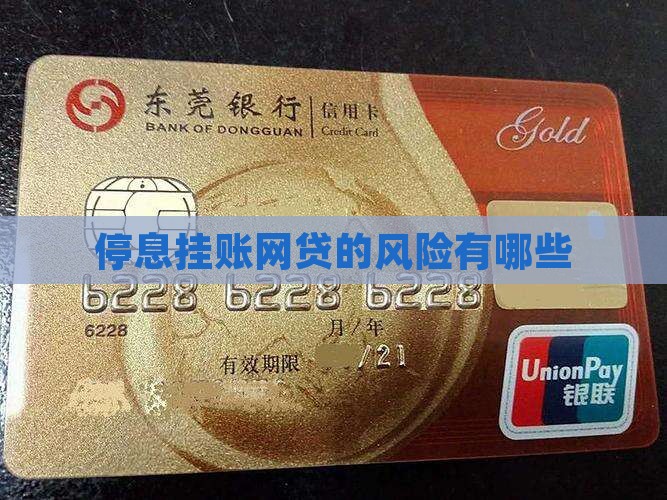 东莞银行 信用卡
BANK OF DONGGUAN Credit Card
Gold
停息挂账网贷的风险有哪些
6228 6228 6228
6228
月/年
有效期限 /21
UnionPay
银联